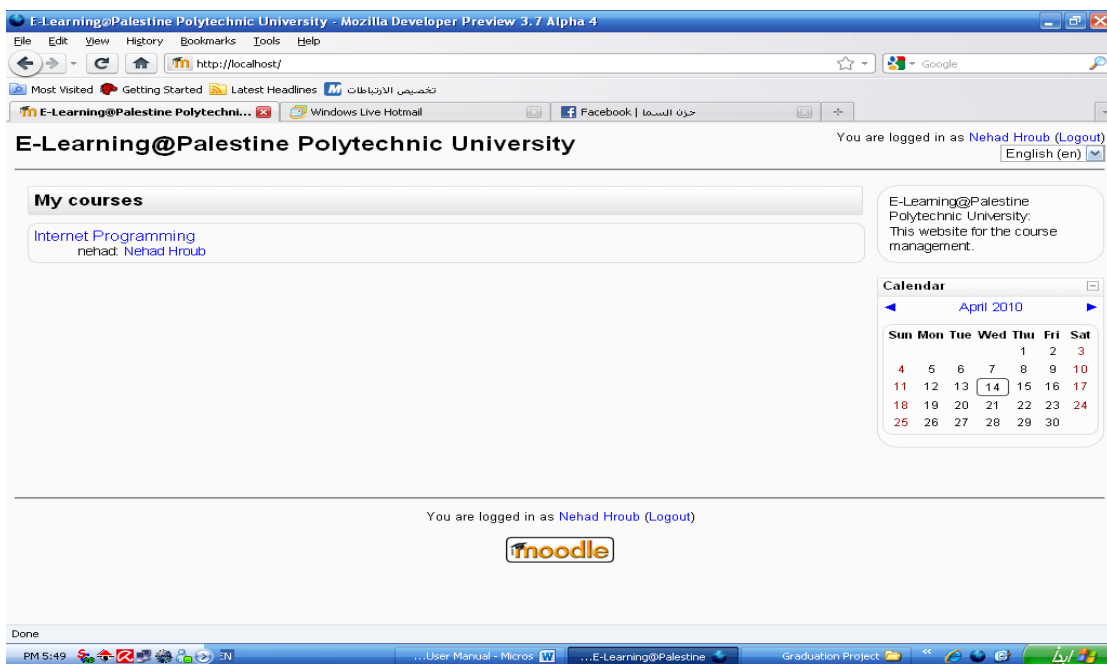 E-Learning@Palestine Polytechnic University - Mozilla Developer Preview 3.7 Alpha 4
File Edit View History Bookmarks Tools Help
http://localhost/
Google
Most Visited Getting Started Latest Headlines تخصيص الارتباطات
E-Learning@Palestine Polytechni... Windows Live Hotmail Facebook | حزن السما
E-Learning@Palestine Polytechnic University
You are logged in as Nehad Hroub (Logout)
English (en)
My courses
Internet Programming
nehad: Nehad Hroub
E-Learning@Palestine
Polytechnic University:
This website for the course
management.
Calendar
April 2010
Sun Mon Tue Wed Thu Fri Sat
1 2 3
4 5 6 7 8 9 10
11 12 13 14 15 16 17
18 19 20 21 22 23 24
25 26 27 28 29 30
You are logged in as Nehad Hroub (Logout)
moodle
Done
PM 5:49 EN ...User Manual - Micros ...E-Learning@Palestine Graduation Project ابدأ